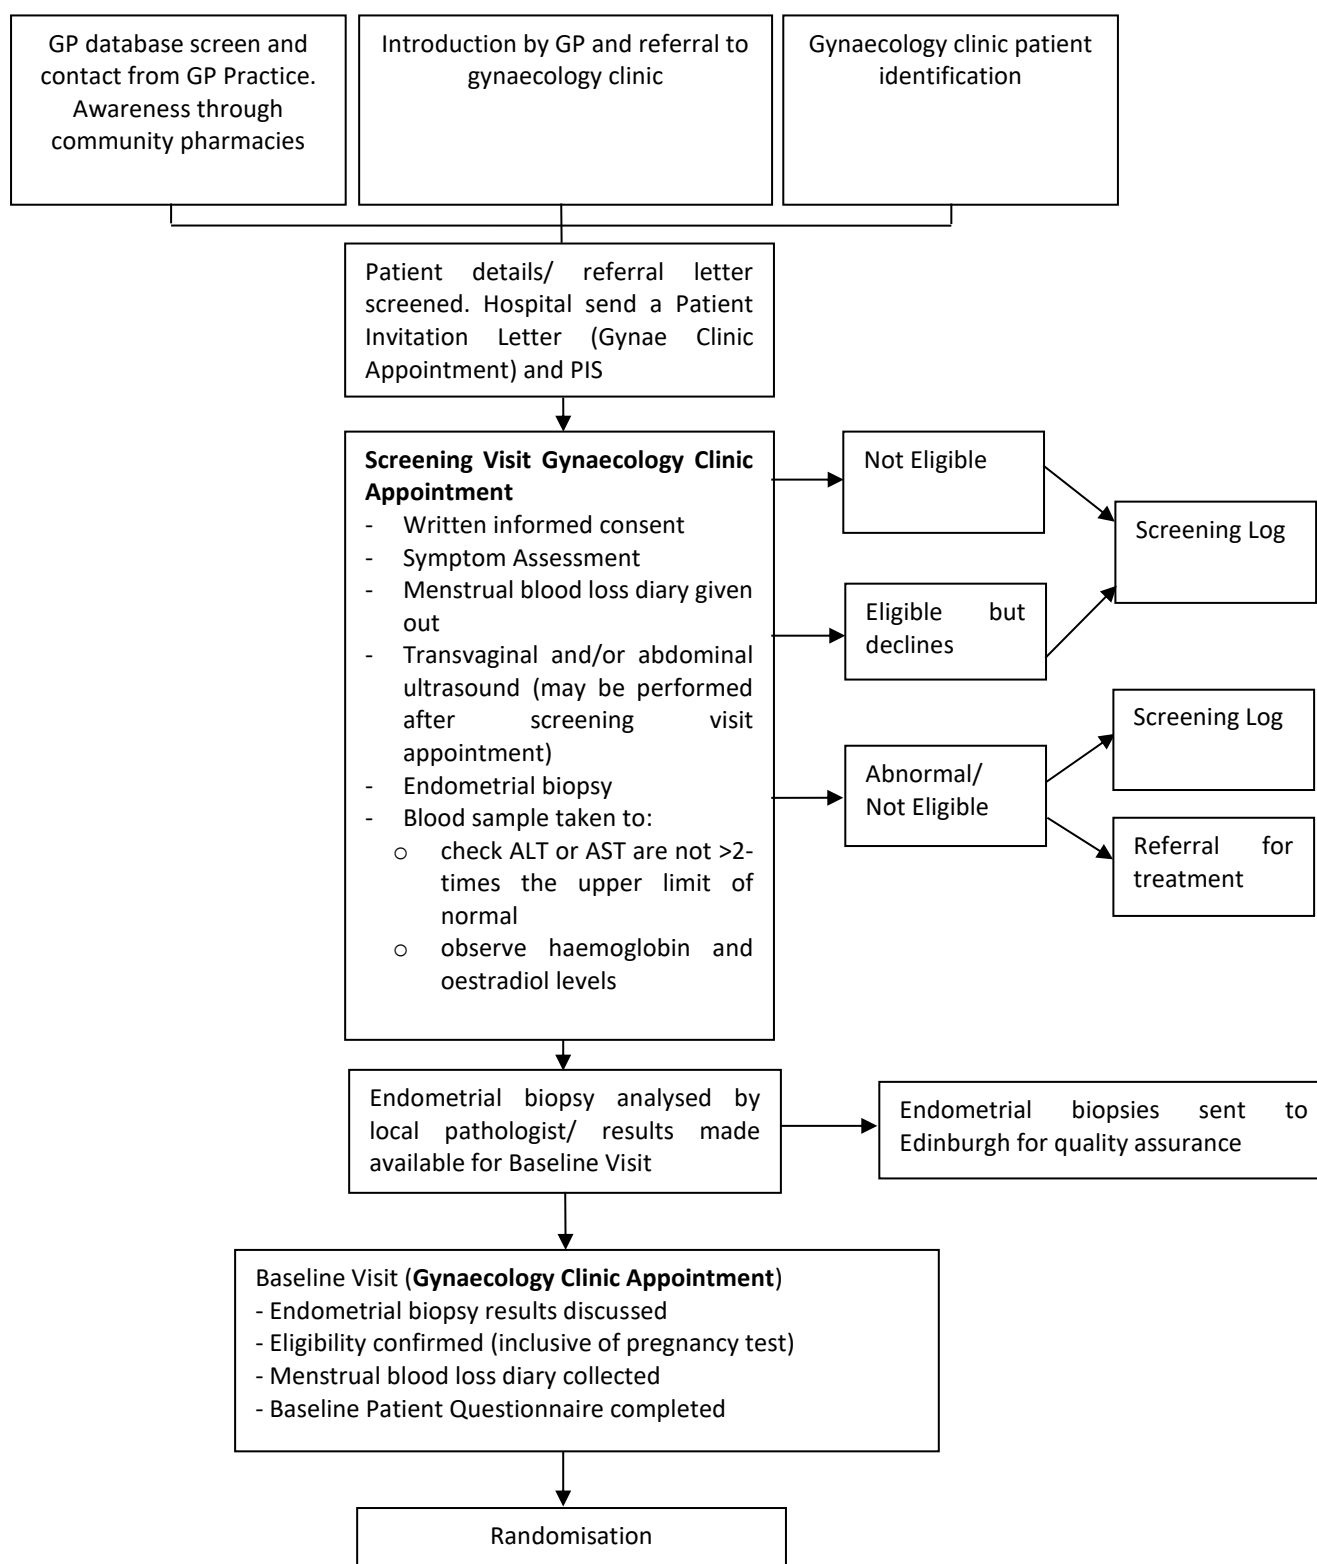 GP database screen and
contact from GP Practice.
Awareness through
community pharmacies
Introduction by GP and referral to
gynaecology clinic
Gynaecology clinic patient
identification
Patient details/ referral letter
screened. Hospital send a Patient
Invitation Letter (Gynae Clinic
Appointment) and PIS
Screening Visit Gynaecology Clinic
Appointment
- Written informed consent
- Symptom Assessment
- Menstrual blood loss diary given
out
- Transvaginal and/or abdominal
ultrasound (may be performed
after screening visit
appointment)
- Endometrial biopsy
- Blood sample taken to:
o check ALT or AST are not >2-
times the upper limit of
normal
o observe haemoglobin and
oestradiol levels
Not Eligible
Screening Log
Eligible but
declines
Screening Log
Abnormal/
Not Eligible
Referral for
treatment
Endometrial biopsy analysed by
local pathologist/ results made
available for Baseline Visit
Endometrial biopsies sent to
Edinburgh for quality assurance
Baseline Visit (Gynaecology Clinic Appointment)
- Endometrial biopsy results discussed
- Eligibility confirmed (inclusive of pregnancy test)
- Menstrual blood loss diary collected
- Baseline Patient Questionnaire completed
Randomisation